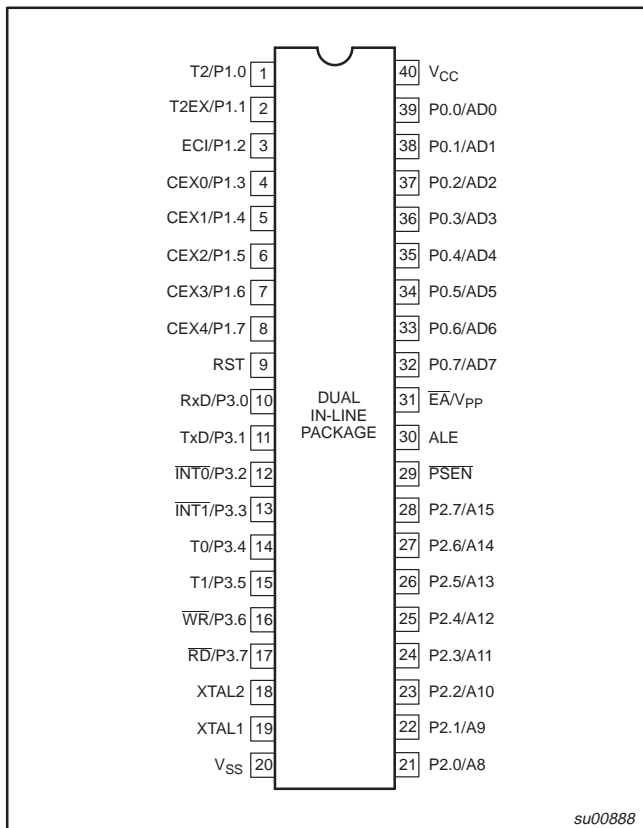 T2/P1.0 1 40 VCC
T2EX/P1.1 2 39 P0.0/AD0
ECI/P1.2 3 38 P0.1/AD1
CEX0/P1.3 4 37 P0.2/AD2
CEX1/P1.4 5 36 P0.3/AD3
CEX2/P1.5 6 35 P0.4/AD4
CEX3/P1.6 7 34 P0.5/AD5
CEX4/P1.7 8 33 P0.6/AD6
RST 9 32 P0.7/AD7
RxD/P3.0 10 DUAL 31 E̅A̅/VPP
IN-LINE
TxD/P3.1 11 PACKAGE 30 ALE
I̅N̅T̅0̅/P3.2 12 29 P̅S̅E̅N̅
I̅N̅T̅1̅/P3.3 13 28 P2.7/A15
T0/P3.4 14 27 P2.6/A14
T1/P3.5 15 26 P2.5/A13
W̅R̅/P3.6 16 25 P2.4/A12
R̅D̅/P3.7 17 24 P2.3/A11
XTAL2 18 23 P2.2/A10
XTAL1 19 22 P2.1/A9
VSS 20 21 P2.0/A8
su00888